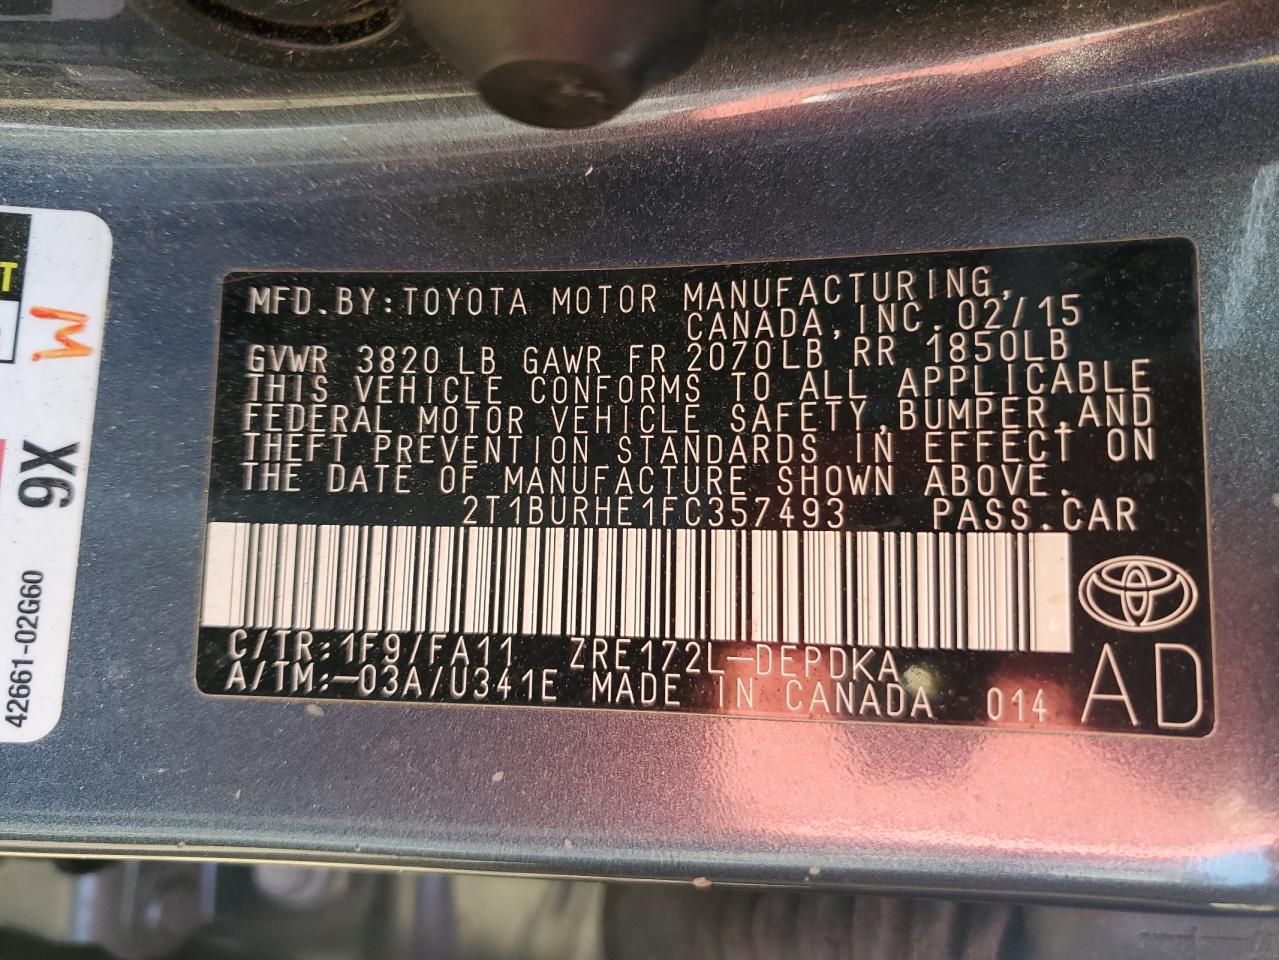 MFD.BY:TOYOTA MOTOR MANUFACTURING,
CANADA,INC. 02/15
GVWR 3820 LB GAWR FR 2070LB RR 1850LB
THIS VEHICLE CONFORMS TO ALL APPLICABLE
FEDERAL MOTOR VEHICLE SAFETY,BUMPER,AND
THEFT PREVENTION STANDARDS IN EFFECT ON
THE DATE OF MANUFACTURE SHOWN ABOVE.
2T1BURHE1FC357493 PASS.CAR
C/TR:1F9/FA11 ZRE172L-DEPDKA
A/TM:-03A/U341E MADE IN CANADA 014
AD
42661-02G60
9X